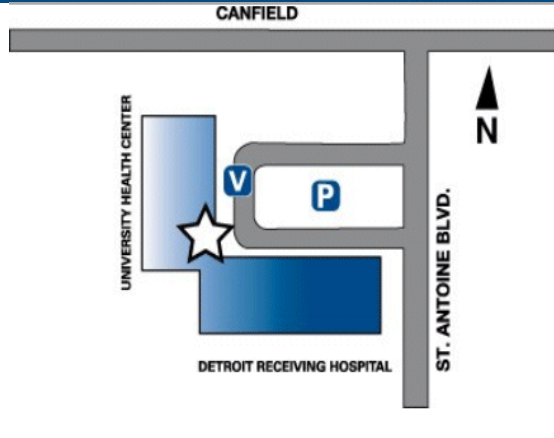 CANFIELD
UNIVERSITY HEALTH CENTER
V
P
N
ST. ANTOINE BLVD.
DETROIT RECEIVING HOSPITAL